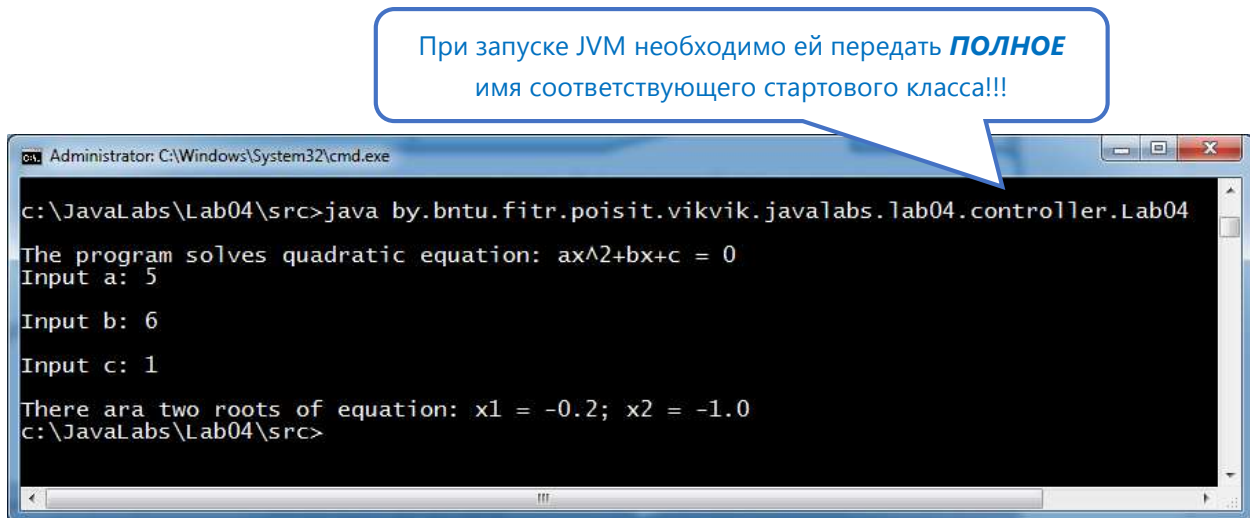 При запуске JVM необходимо ей передать ПОЛНОЕ
имя соответствующего стартового класса!!!
Administrator: C:\Windows\System32\cmd.exe
c:\JavaLabs\Lab04\src>java by.bntu.fitr.poisit.vikvik.javalabs.lab04.controller.Lab04
The program solves quadratic equation: ax^2+bx+c = 0
Input a: 5
Input b: 6
Input c: 1
There ara two roots of equation: x1 = -0.2; x2 = -1.0
c:\JavaLabs\Lab04\src>